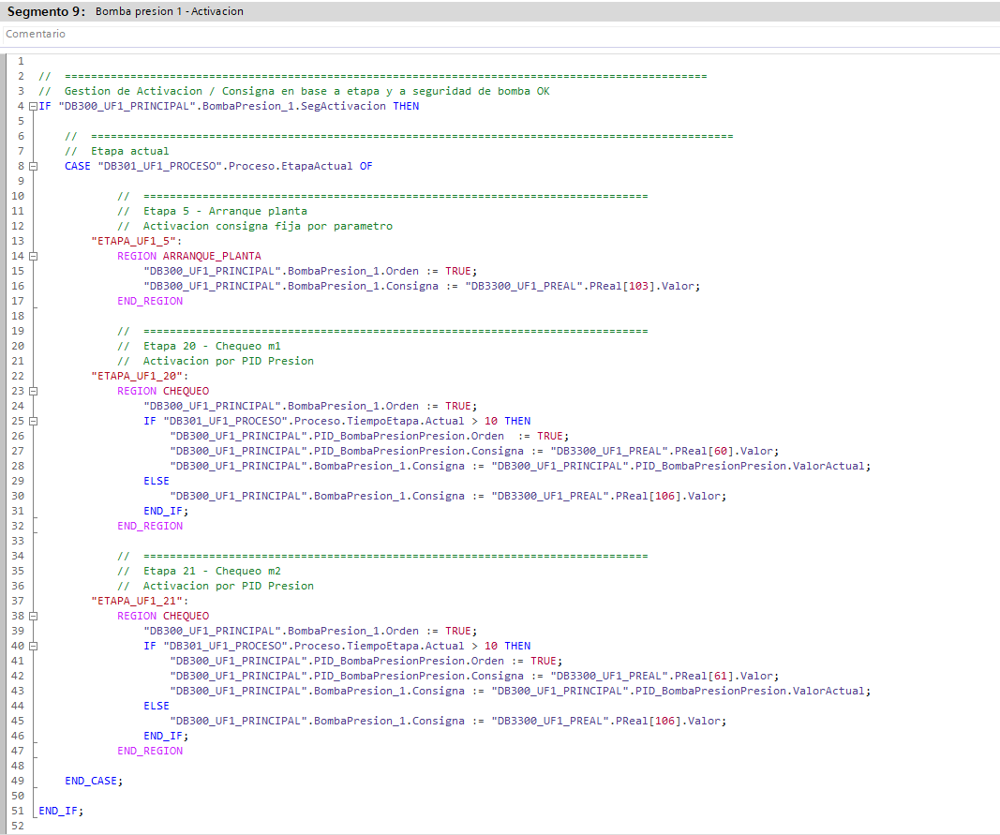 Segmento 9: Bomba presion 1 - Activacion
Comentario
1
2 // ==================================================================================================
3 // Gestion de Activacion / Consigna en base a etapa y a seguridad de bomba OK
4 IF "DB300_UF1_PRINCIPAL".BombaPresion_1.SegActivacion THEN
5
6 // ==================================================================================================
7 // Etapa actual
8 CASE "DB301_UF1_PROCESO".Proceso.EtapaActual OF
9
10 // =============================================================================
11 // Etapa 5 - Arranque planta
12 // Activacion consigna fija por parametro
13 "ETAPA_UF1_5":
14 REGION ARRANQUE_PLANTA
15 "DB300_UF1_PRINCIPAL".BombaPresion_1.Orden := TRUE;
16 "DB300_UF1_PRINCIPAL".BombaPresion_1.Consigna := "DB3300_UF1_PREAL".PReal[103].Valor;
17 END_REGION
18
19 // =============================================================================
20 // Etapa 20 - Chequeo m1
21 // Activacion por PID Presion
22 "ETAPA_UF1_20":
23 REGION CHEQUEO
24 "DB300_UF1_PRINCIPAL".BombaPresion_1.Orden := TRUE;
25 IF "DB301_UF1_PROCESO".Proceso.TiempoEtapa.Actual > 10 THEN
26 "DB300_UF1_PRINCIPAL".PID_BombaPresionPresion.Orden  := TRUE;
27 "DB300_UF1_PRINCIPAL".PID_BombaPresionPresion.Consigna := "DB3300_UF1_PREAL".PReal[60].Valor;
28 "DB300_UF1_PRINCIPAL".BombaPresion_1.Consigna := "DB300_UF1_PRINCIPAL".PID_BombaPresionPresion.ValorActual;
29 ELSE
30 "DB300_UF1_PRINCIPAL".BombaPresion_1.Consigna := "DB3300_UF1_PREAL".PReal[106].Valor;
31 END_IF;
32 END_REGION
33
34 // =============================================================================
35 // Etapa 21 - Chequeo m2
36 // Activacion por PID Presion
37 "ETAPA_UF1_21":
38 REGION CHEQUEO
39 "DB300_UF1_PRINCIPAL".BombaPresion_1.Orden := TRUE;
40 IF "DB301_UF1_PROCESO".Proceso.TiempoEtapa.Actual > 10 THEN
41 "DB300_UF1_PRINCIPAL".PID_BombaPresionPresion.Orden := TRUE;
42 "DB300_UF1_PRINCIPAL".PID_BombaPresionPresion.Consigna := "DB3300_UF1_PREAL".PReal[61].Valor;
43 "DB300_UF1_PRINCIPAL".BombaPresion_1.Consigna := "DB300_UF1_PRINCIPAL".PID_BombaPresionPresion.ValorActual;
44 ELSE
45 "DB300_UF1_PRINCIPAL".BombaPresion_1.Consigna := "DB3300_UF1_PREAL".PReal[106].Valor;
46 END_IF;
47 END_REGION
48
49 END_CASE;
50
51 END_IF;
52